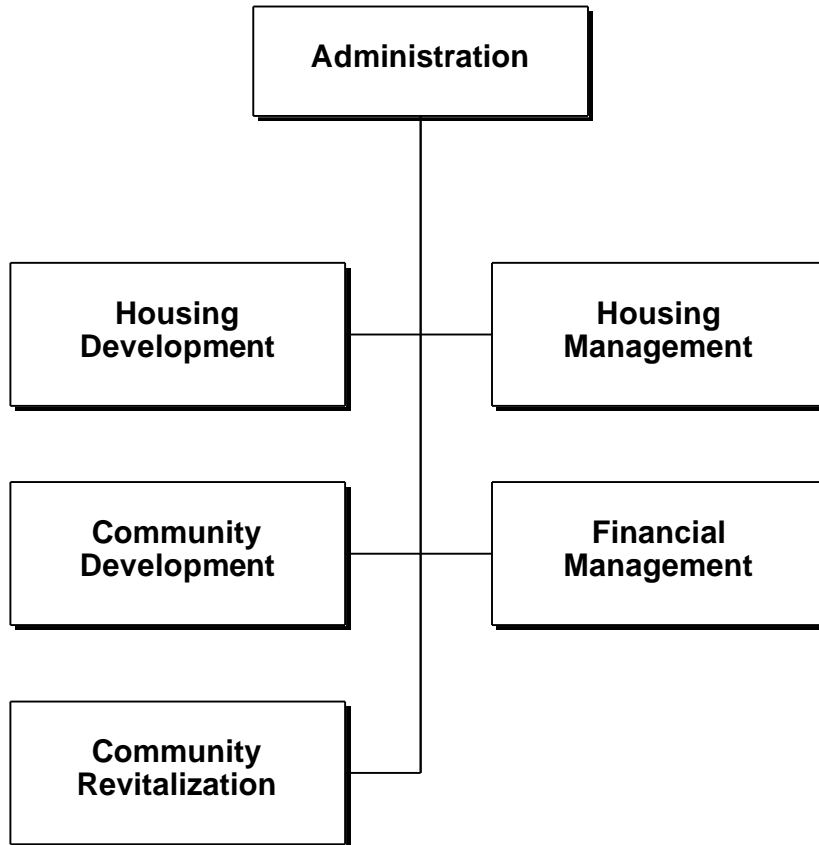 Administration
Housing
Development
Housing
Management
Community
Development
Financial
Management
Community
Revitalization